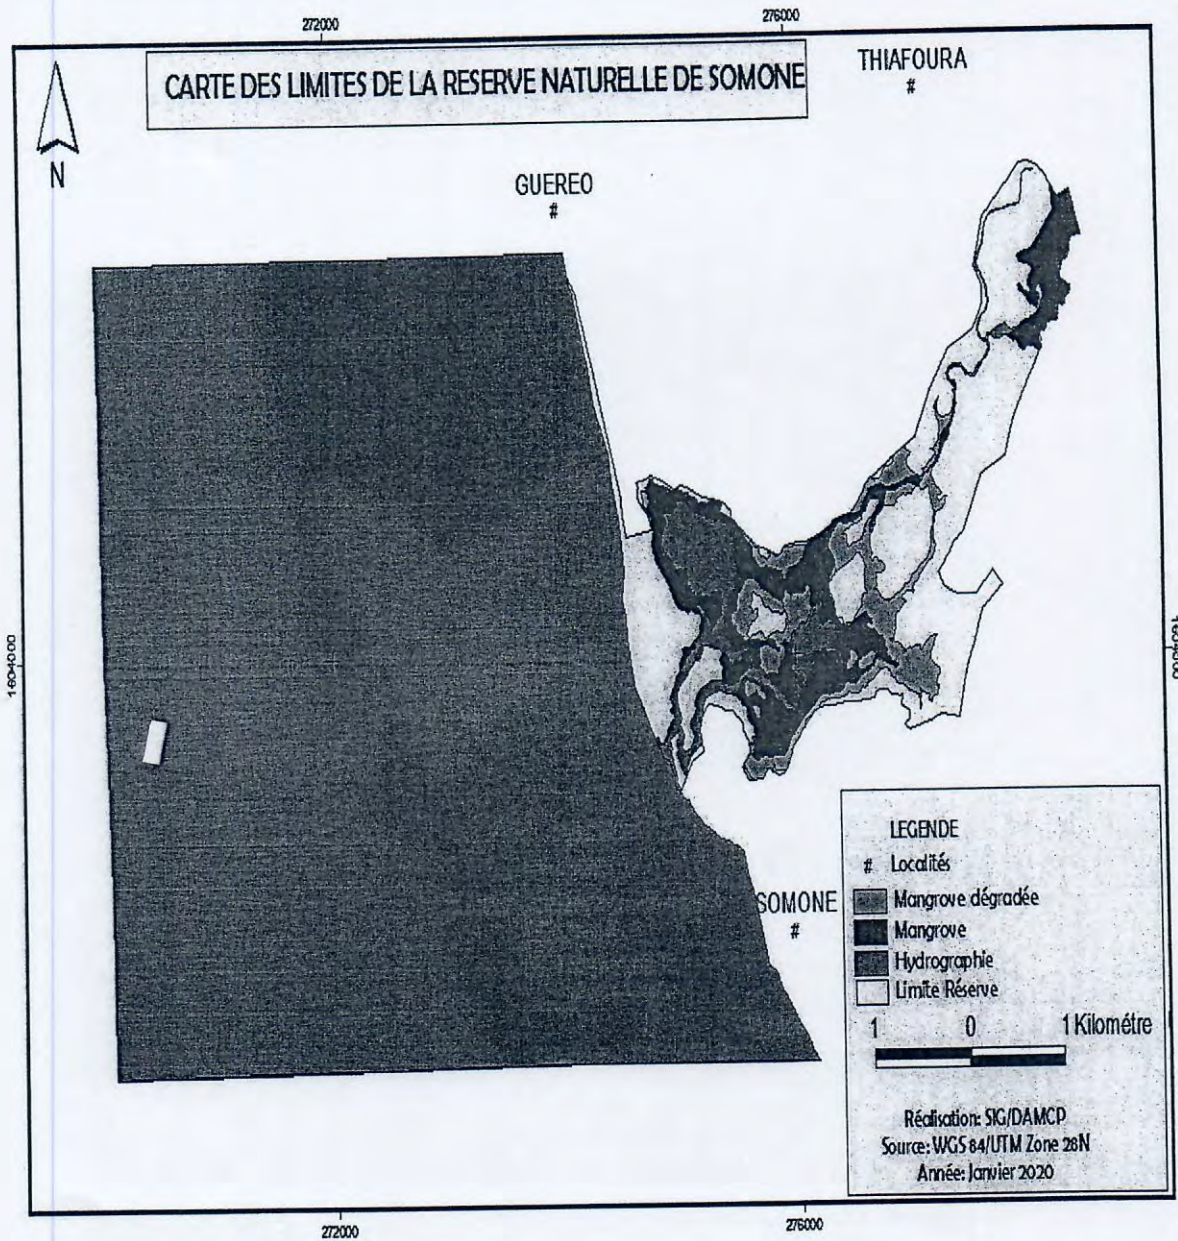 272000
276000
CARTE DES LIMITES DE LA RESERVE NATURELLE DE SOMONE
THIAFOURA
#
N
GUEREO
#
1604000
1604000
LEGENDE
# Localités
Mangrove dégradée
Mangrove
Hydrographie
Limite Réserve
SOMONE
#
1 0 1 Kilométre
Réalisation: SIG/DAMCP
Source: WGS 84/UTM Zone 28N
Année: Janvier 2020
272000
276000